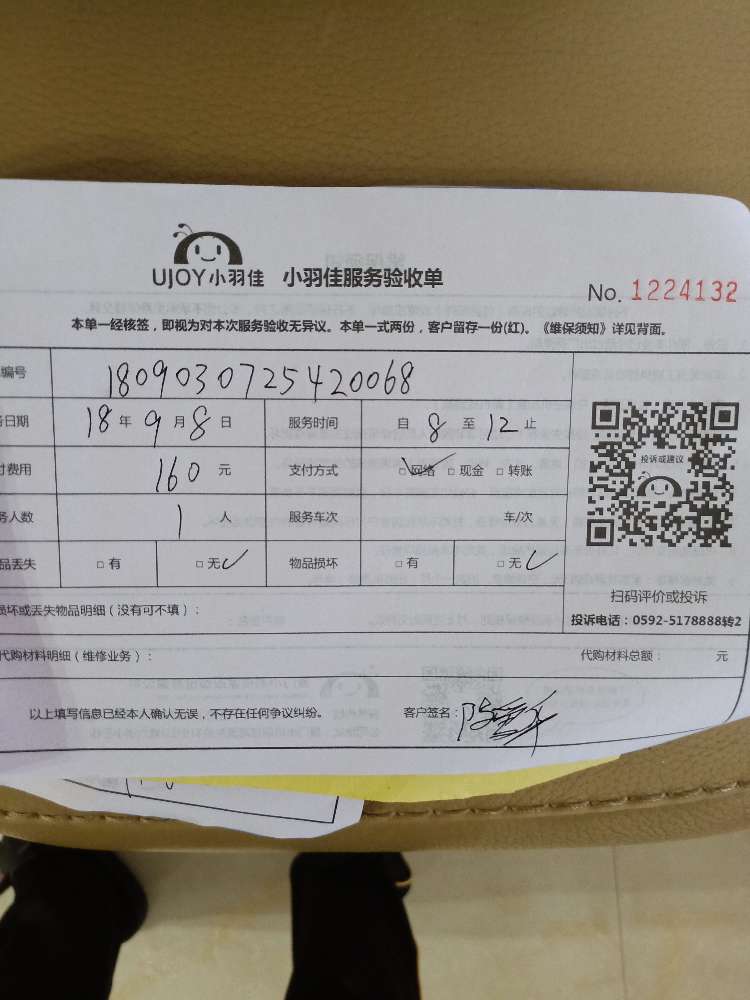 UJOY小羽佳 小羽佳服务验收单
No. 1224132
本单一经核签，即视为对本次服务验收无异议。本单一式两份，客户留存一份(红)。《维保须知》详见背面。
编号 1809030725420068
日期 18年9月8日 服务时间 自8至12止
费用 160元 支付方式 □网络 □现金 □转账
人数 1人 服务车次 车/次
品丢失 □有 □无 物品损坏 □有 □无
投诉或建议
扫码评价或投诉
投诉电话：0592-5178888转2
损坏或丢失物品明细（没有可不填）：
代购材料明细（维修业务）： 代购材料总额： 元
以上填写信息已经本人确认无误，不存在任何争议纠纷。 客户签名：